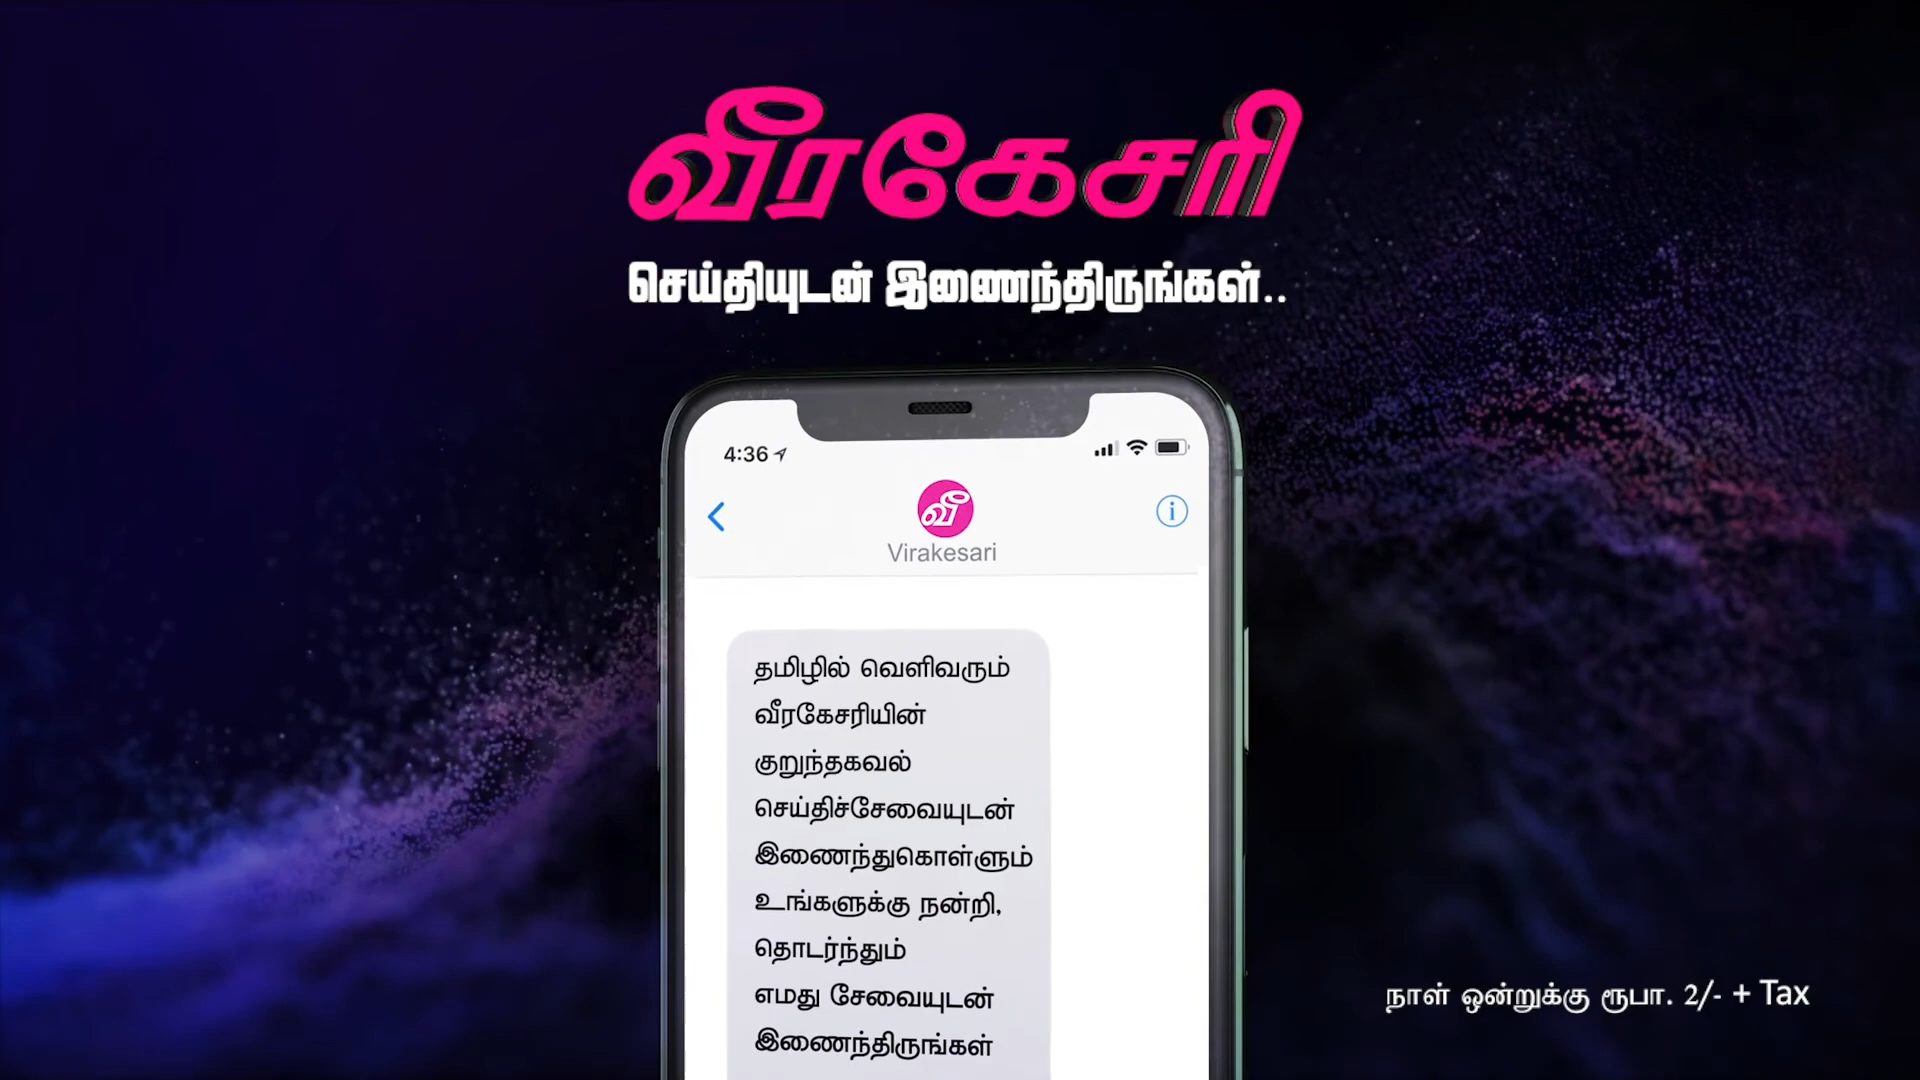 வீரகேசரி
செய்தியுடன் இணைந்திருங்கள்..
4:36
வீ
Virakesari
தமிழில் வெளிவரும்
வீரகேசரியின்
குறுந்தகவல்
செய்திச்சேவையுடன்
இணைந்துகொள்ளும்
உங்களுக்கு நன்றி,
தொடர்ந்தும்
எமது சேவையுடன்
இணைந்திருங்கள்
நாள் ஒன்றுக்கு ரூபா. 2/- + Tax